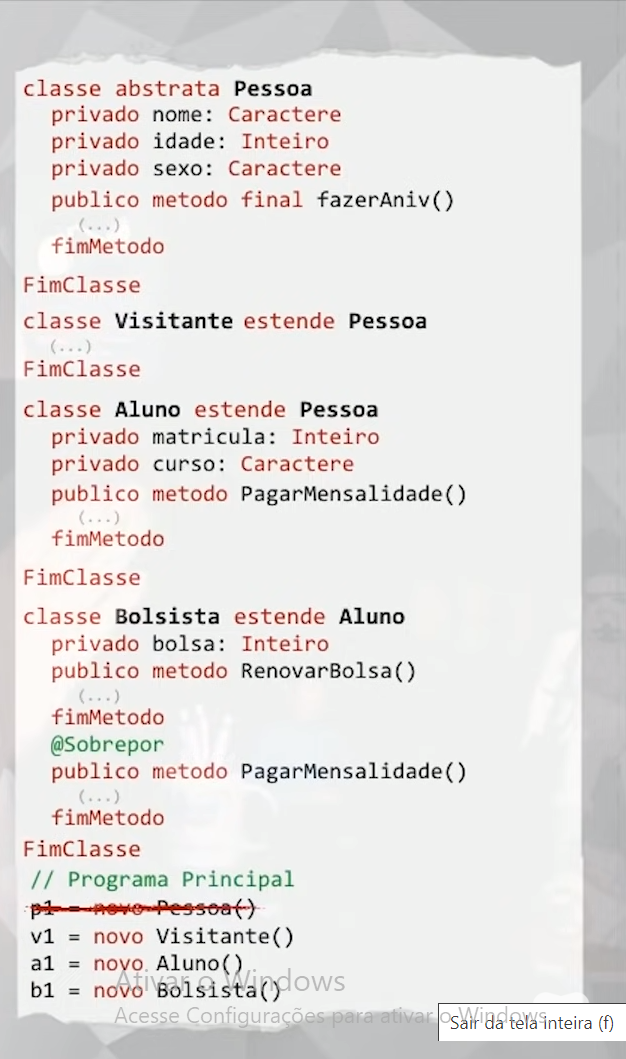 classe abstrata Pessoa
privado nome: Caractere
privado idade: Inteiro
privado sexo: Caractere
publico metodo final fazerAniv()
(...)
fimMetodo
FimClasse
classe Visitante estende Pessoa
(...)
FimClasse
classe Aluno estende Pessoa
privado matricula: Inteiro
privado curso: Caractere
publico metodo PagarMensalidade()
(...)
fimMetodo
FimClasse
classe Bolsista estende Aluno
privado bolsa: Inteiro
publico metodo RenovarBolsa()
(...)
fimMetodo
@Sobrepor
publico metodo PagarMensalidade()
(...)
fimMetodo
FimClasse
// Programa Principal
p1 = novo Pessoa()
v1 = novo Visitante()
a1 = novo Aluno()
Ativar o Windows
b1 = novo Bolsista()
Acesse Configurações para ativar o Windows.
Sair da tela inteira (f)